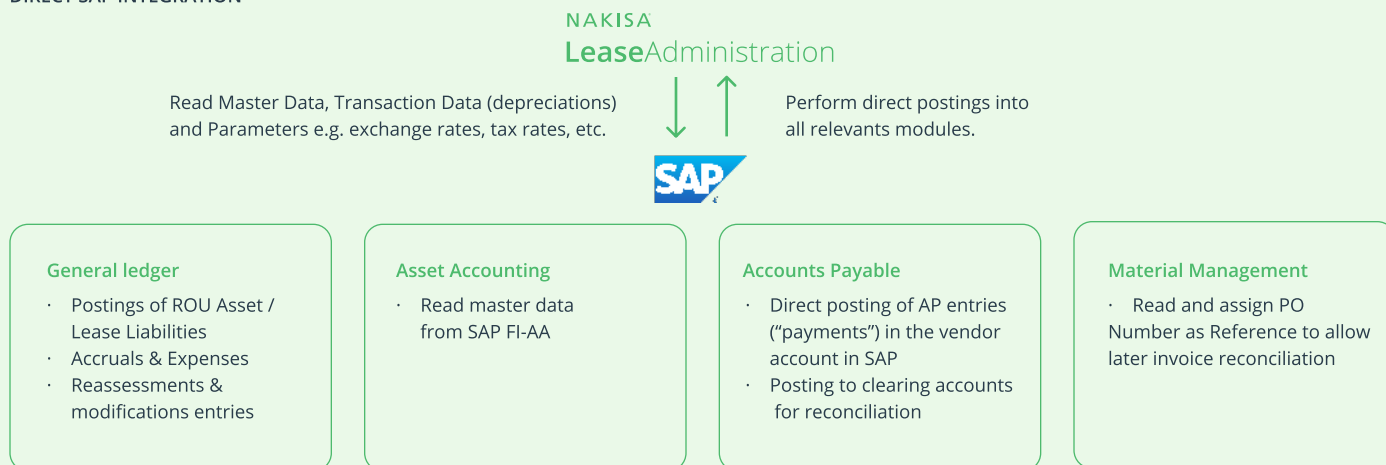 DIRECT SAP INTEGRATION
NAKISA
LeaseAdministration
Read Master Data, Transaction Data (depreciations)
and Parameters e.g. exchange rates, tax rates, etc.
Perform direct postings into
all relevants modules.
SAP
General ledger
· Postings of ROU Asset /
Lease Liabilities
· Accruals & Expenses
· Reassessments &
modifications entries
Asset Accounting
· Read master data
from SAP FI-AA
Accounts Payable
· Direct posting of AP entries
(“payments”) in the vendor
account in SAP
· Posting to clearing accounts
for reconciliation
Material Management
· Read and assign PO
Number as Reference to allow
later invoice reconciliation